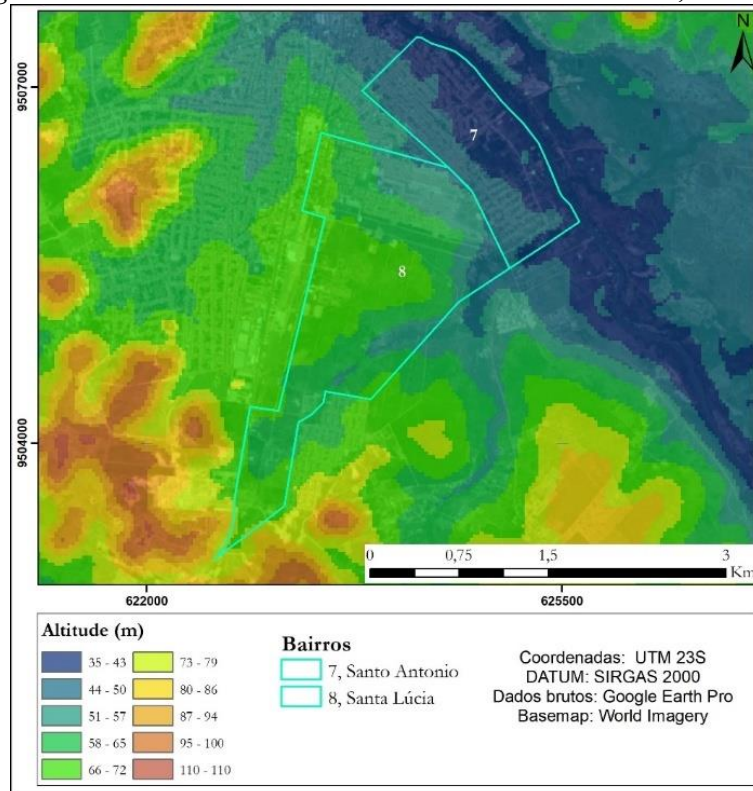 N
9507000
7
8
9504000
0 0,75 1,5 3
Km
622000 625500
Altitude (m)
35 - 43
44 - 50
51 - 57
58 - 65
66 - 72
73 - 79
80 - 86
87 - 94
95 - 100
110 - 110
Bairros
7, Santo Antonio
8, Santa Lúcia
Coordenadas: UTM 23S
DATUM: SIRGAS 2000
Dados brutos: Google Earth Pro
Basemap: World Imagery